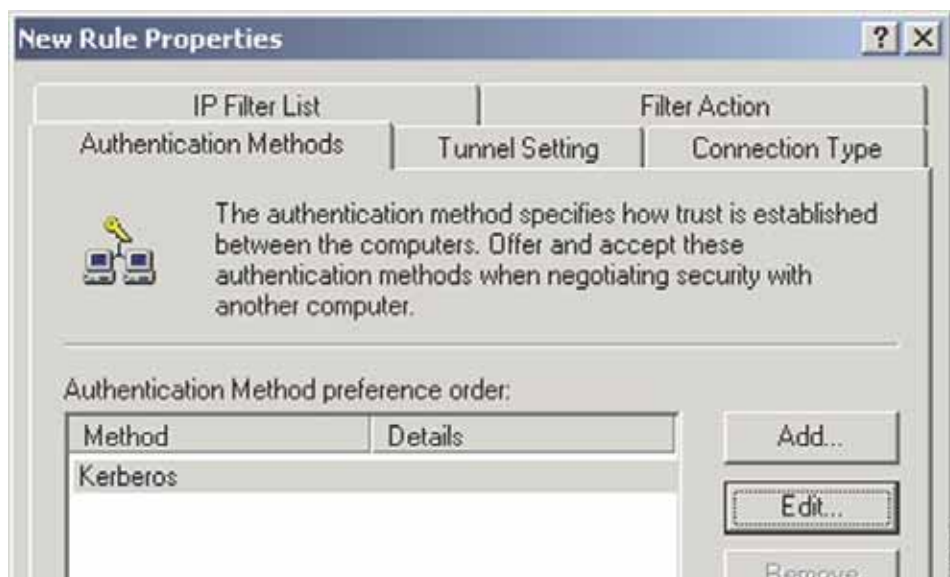 New Rule Properties
IP Filter List
Filter Action
Authentication Methods
Tunnel Setting
Connection Type
The authentication method specifies how trust is established
between the computers. Offer and accept these
authentication methods when negotiating security with
another computer.
Authentication Method preference order:
Method
Details
Add...
Kerberos
Edit...
Remove